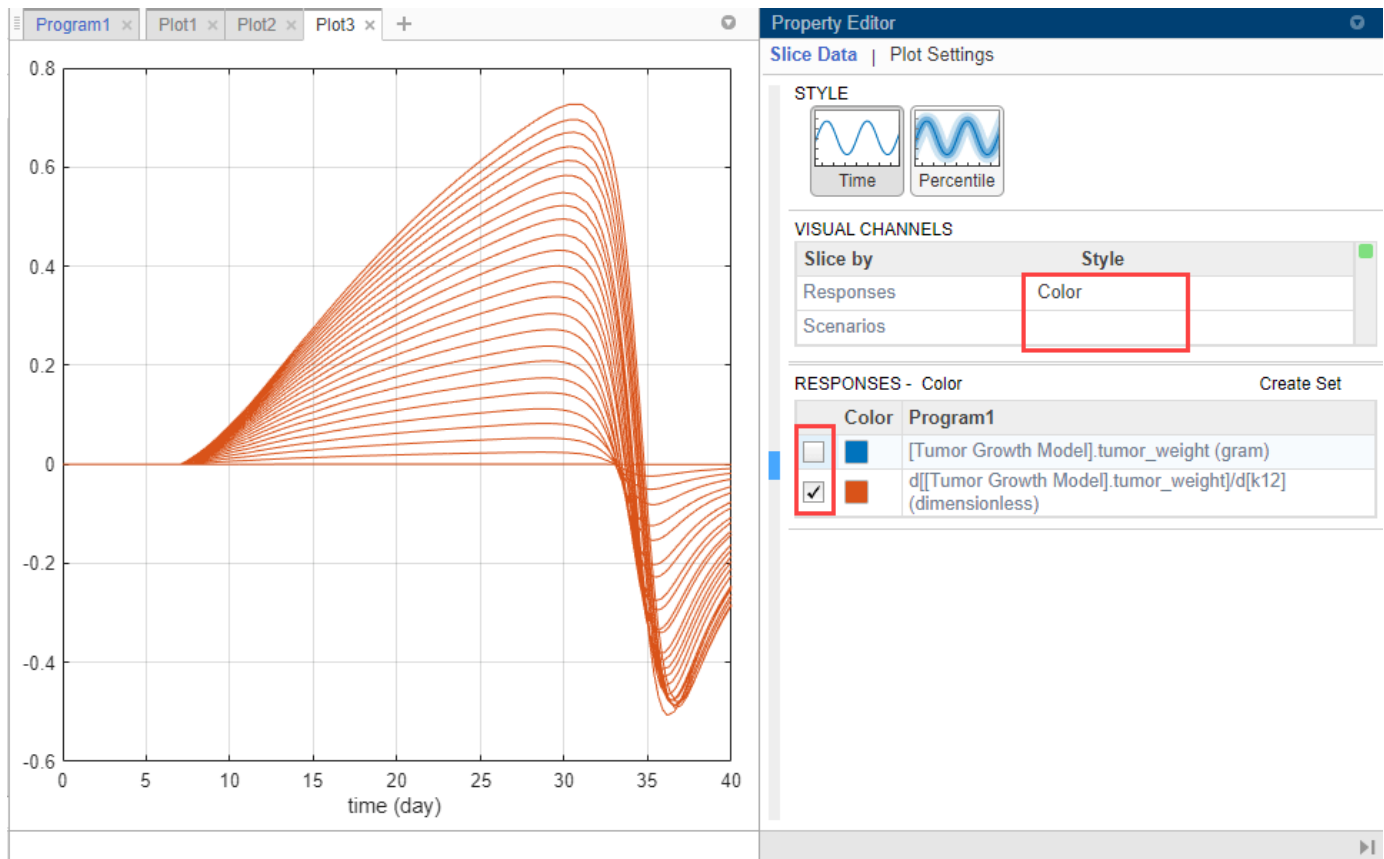 Program1 × Plot1 × Plot2 × Plot3 × +
0.8
0.6
0.4
0.2
0
-0.2
-0.4
-0.6
0 5 10 15 20 25 30 35 40
time (day)
Property Editor
Slice Data | Plot Settings
STYLE
Time Percentile
VISUAL CHANNELS
Slice by Style
Responses Color
Scenarios
RESPONSES - Color Create Set
Color Program1
[Tumor Growth Model].tumor_weight (gram)
d[[Tumor Growth Model].tumor_weight]/d[k12]
(dimensionless)